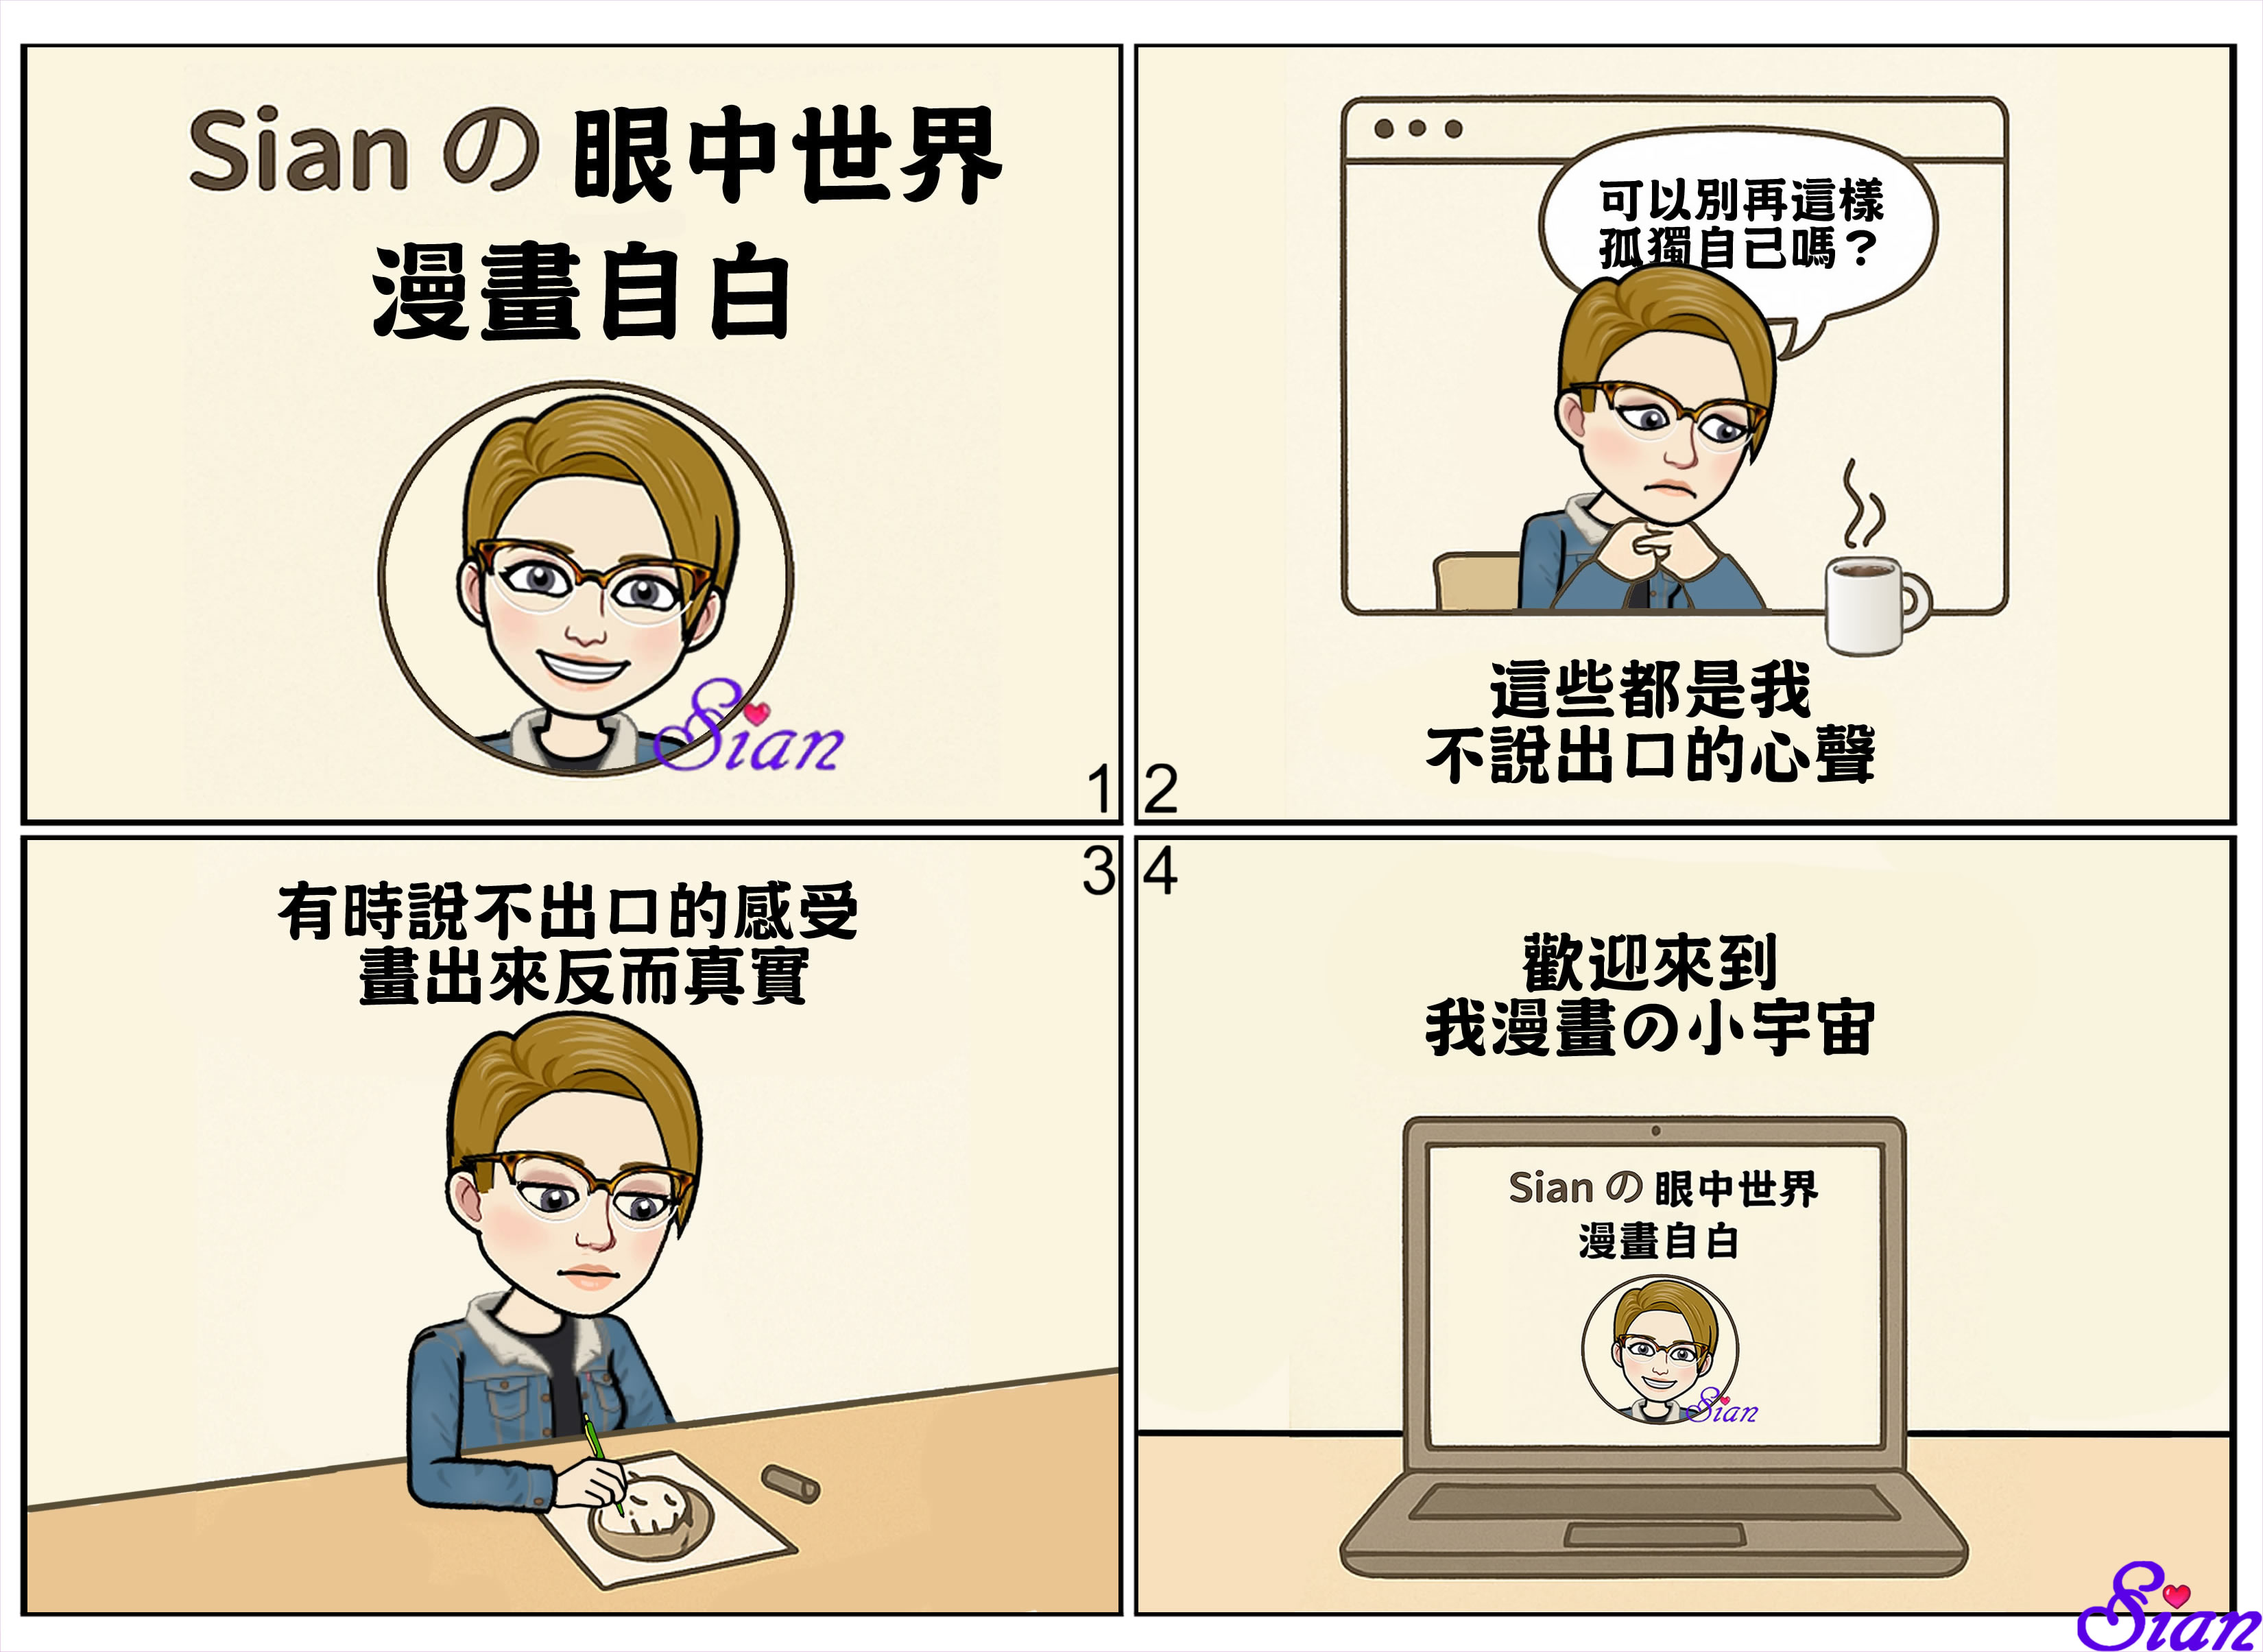 Sian の 眼中世界
漫畫自白
Sian
1
可以別再這樣
孤獨自己嗎？
這些都是我
不說出口的心聲
2
有時說不出口的感受
畫出來反而真實
3
4
歡迎來到
我漫畫の小宇宙
Sian の 眼中世界
漫畫自白
Sian
Sian